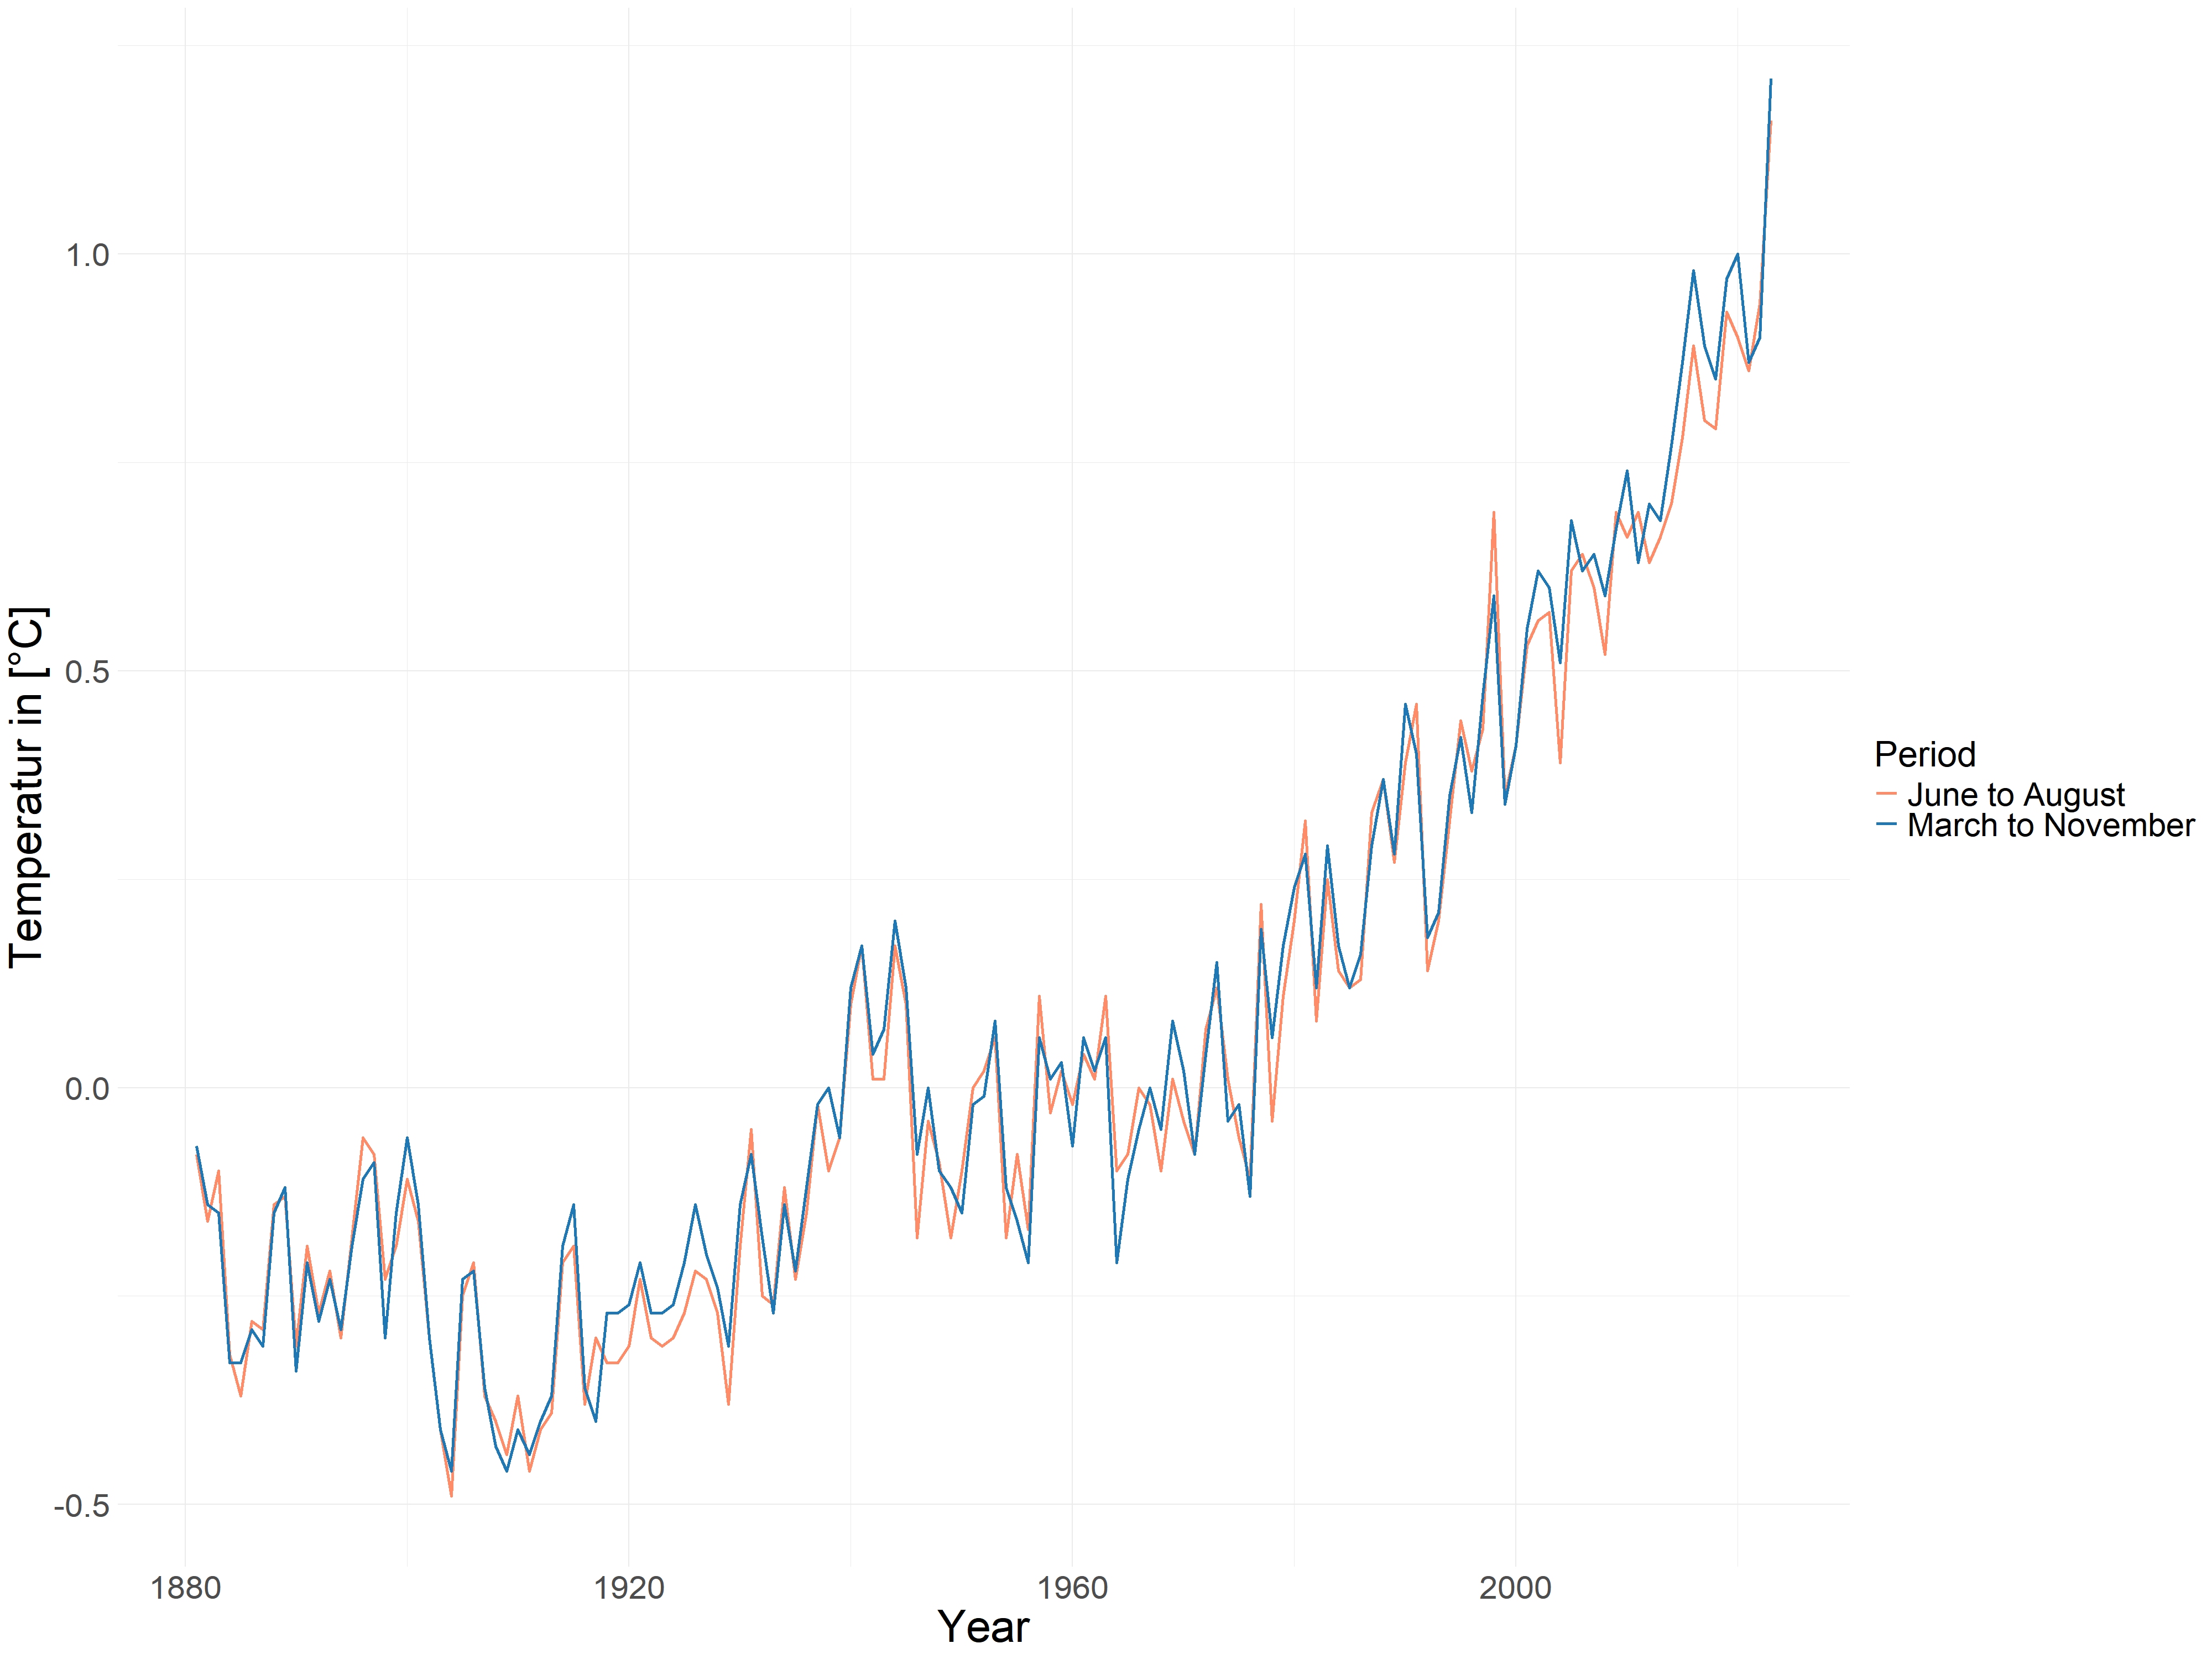 1.0
0.5
0.0
-0.5
Temperatur in [°C]
1880
1920
1960
2000
Year
Period
June to August
March to November